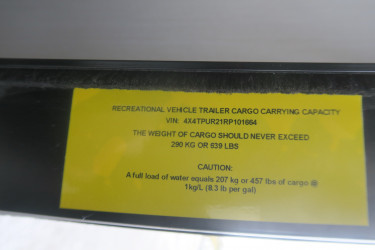 RECREATIONAL VEHICLE TRAILER CARGO CARRYING CAPACITY
VIN: 4X4TPUR21RP101664
THE WEIGHT OF CARGO SHOULD NEVER EXCEED
290 KG OR 639 LBS
CAUTION:
A full load of water equals 207 kg or 457 lbs of cargo @
1kg/L (8.3 lb per gal)